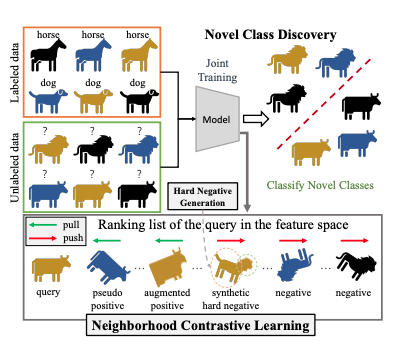 Labeled data
horse horse horse
dog dog dog
Unlabeled data
? ? ?
? ? ?
Joint
Training
Model
Novel Class Discovery
Classify Novel Classes
Hard Negative
Generation
pull
push
Ranking list of the query in the feature space
query
pseudo
positive
...
augmented
positive
...
synthetic
hard negative
negative
...
negative
Neighborhood Contrastive Learning